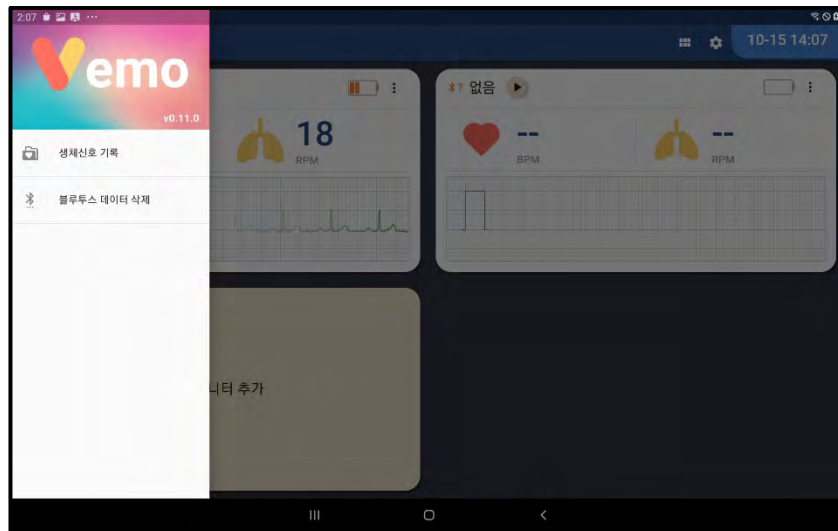 2:07
10-15 14:07
Vemo
v0.11.0
생체신호 기록
블루투스 데이터 삭제
18
RPM
? 없음
--
BPM
--
RPM
니터 추가